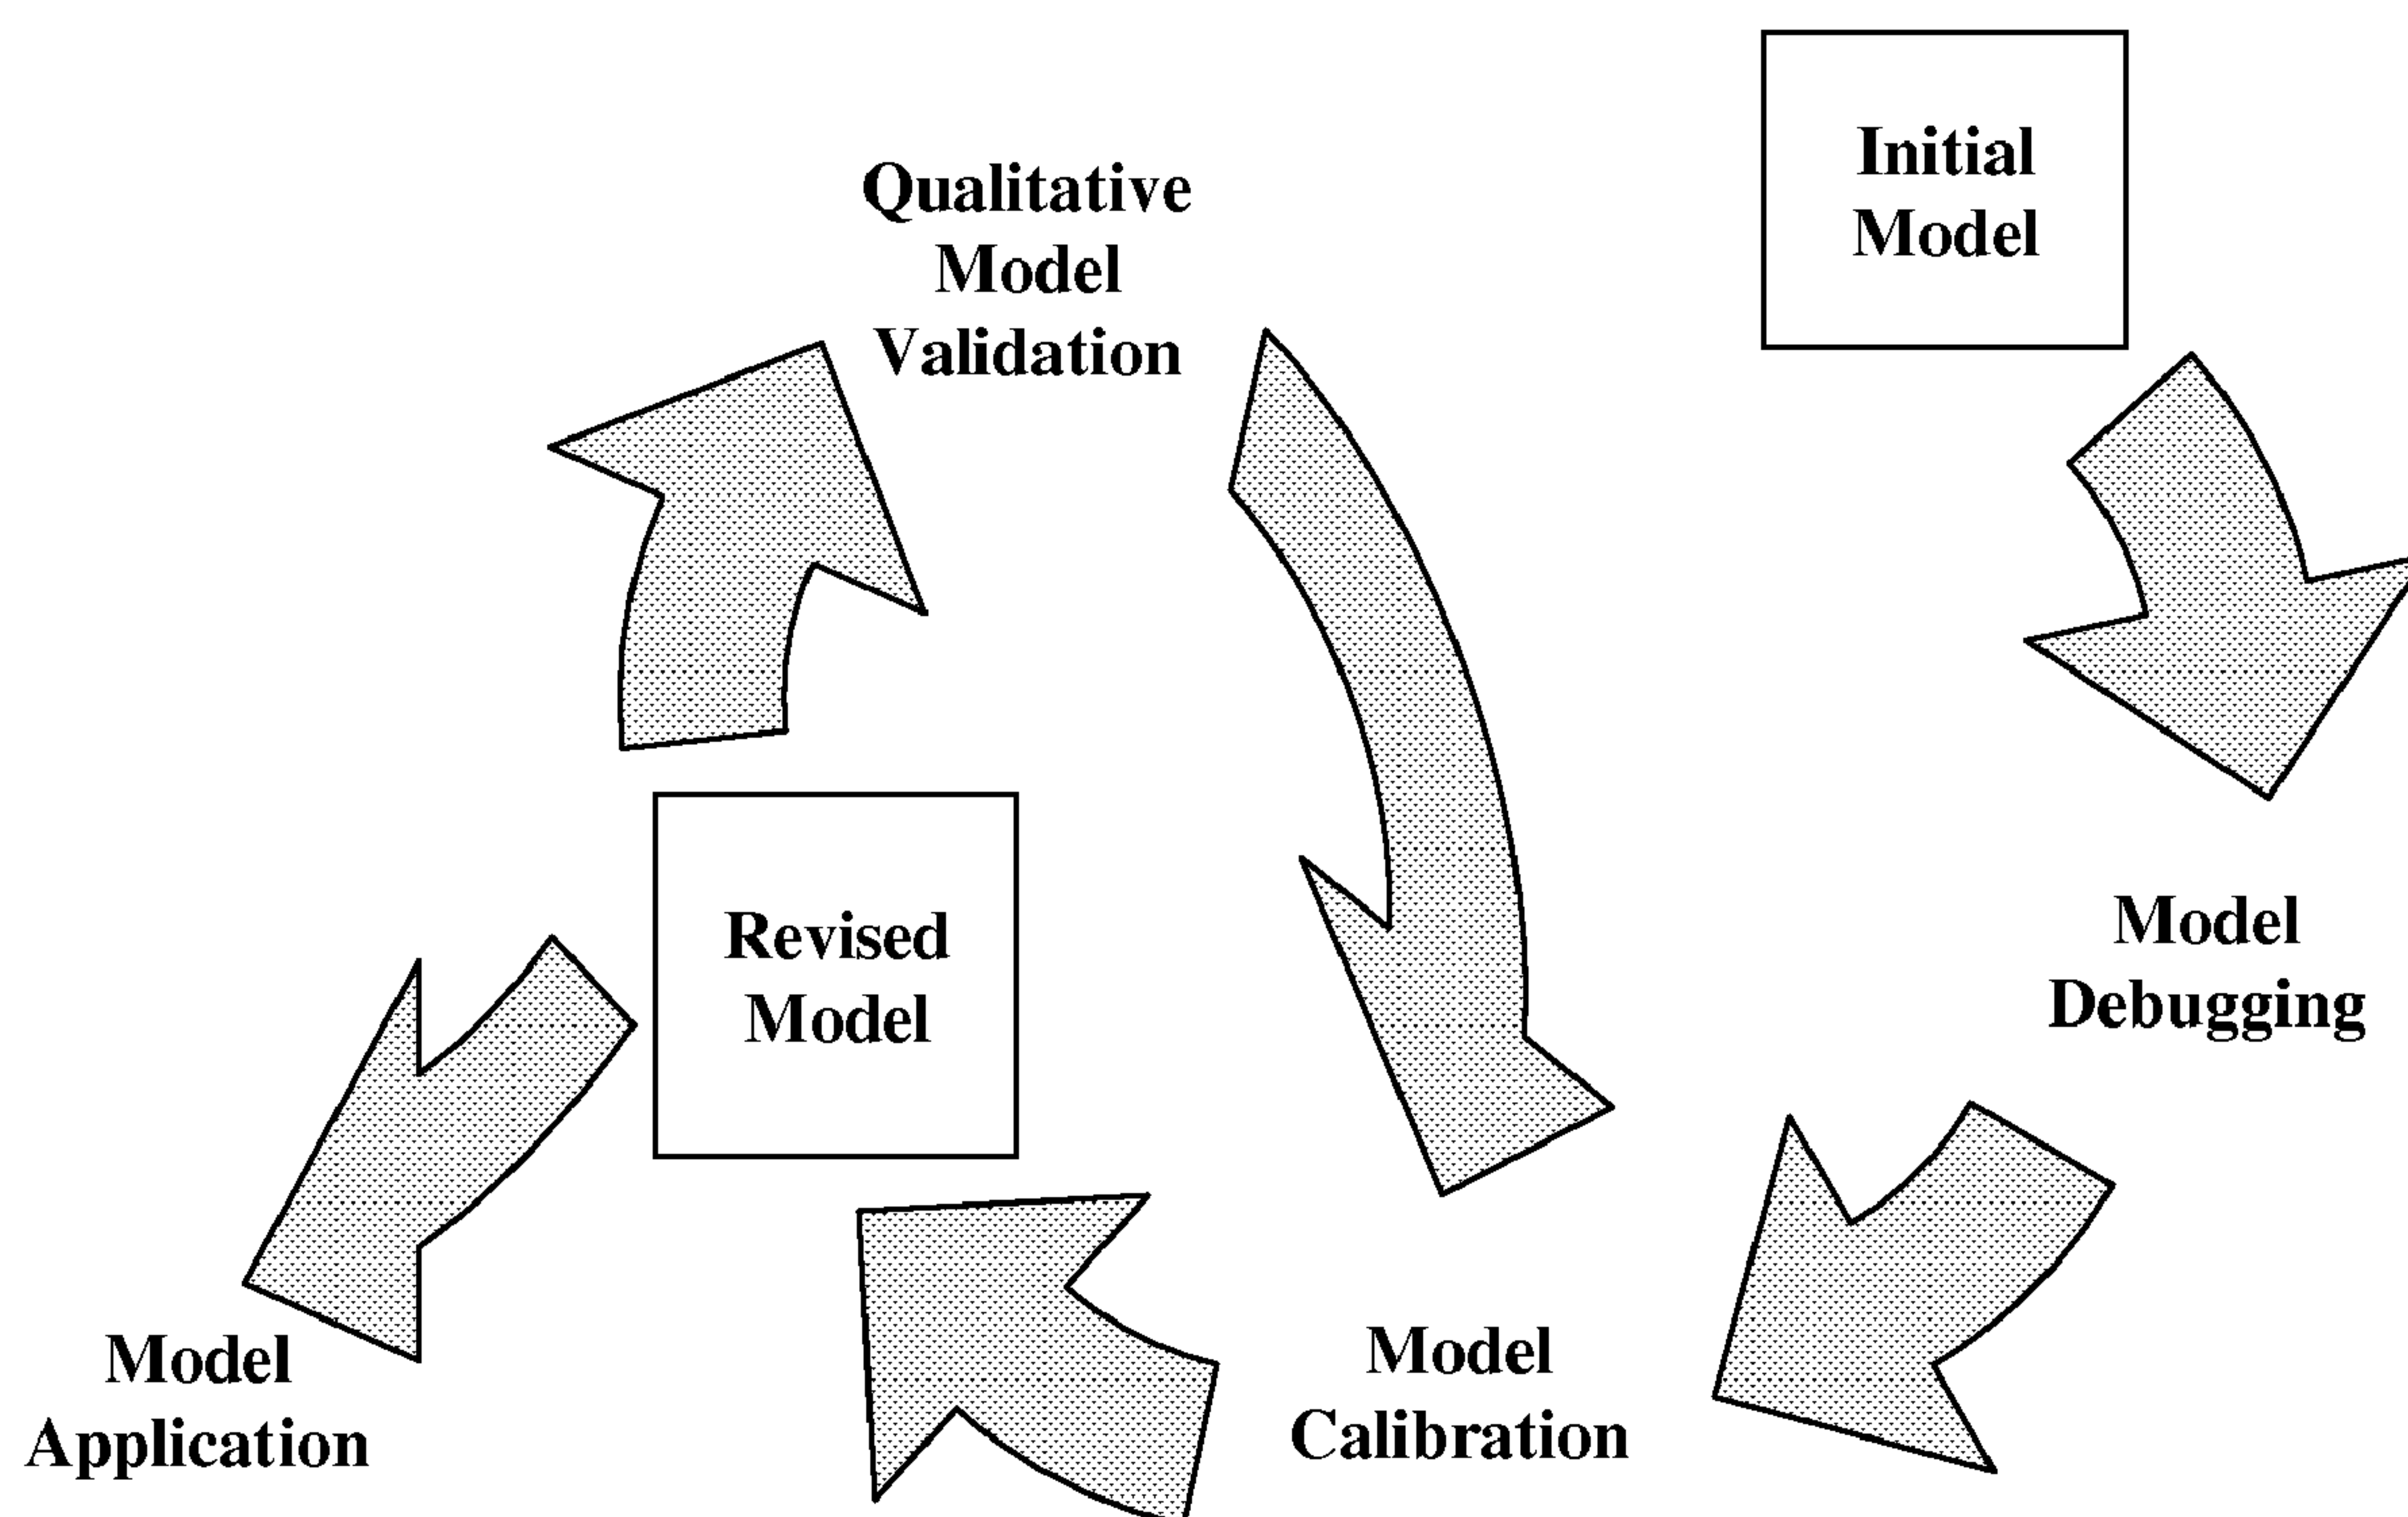 Initial
Model
Qualitative
Model
Validation
Revised
Model
Model
Debugging
Model
Application
Model
Calibration